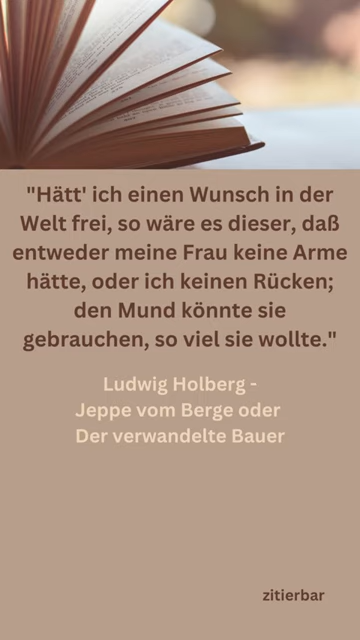 "Hätt' ich einen Wunsch in der
Welt frei, so wäre es dieser, daß
entweder meine Frau keine Arme
hätte, oder ich keinen Rücken;
den Mund könnte sie
gebrauchen, so viel sie wollte."
Ludwig Holberg -
Jeppe vom Berge oder
Der verwandelte Bauer
zitierbar